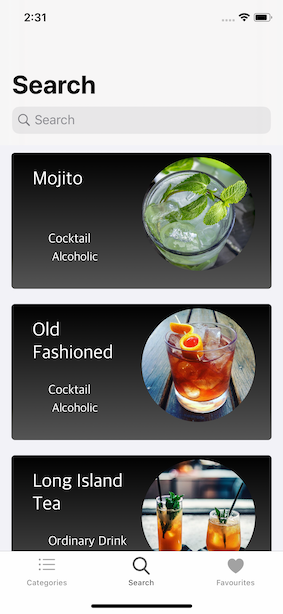 2:31
Search
Search
Mojito
Cocktail
Alcoholic
Old
Fashioned
Cocktail
Alcoholic
Long Island
Tea
Ordinary Drink
Categories
Search
Favourites